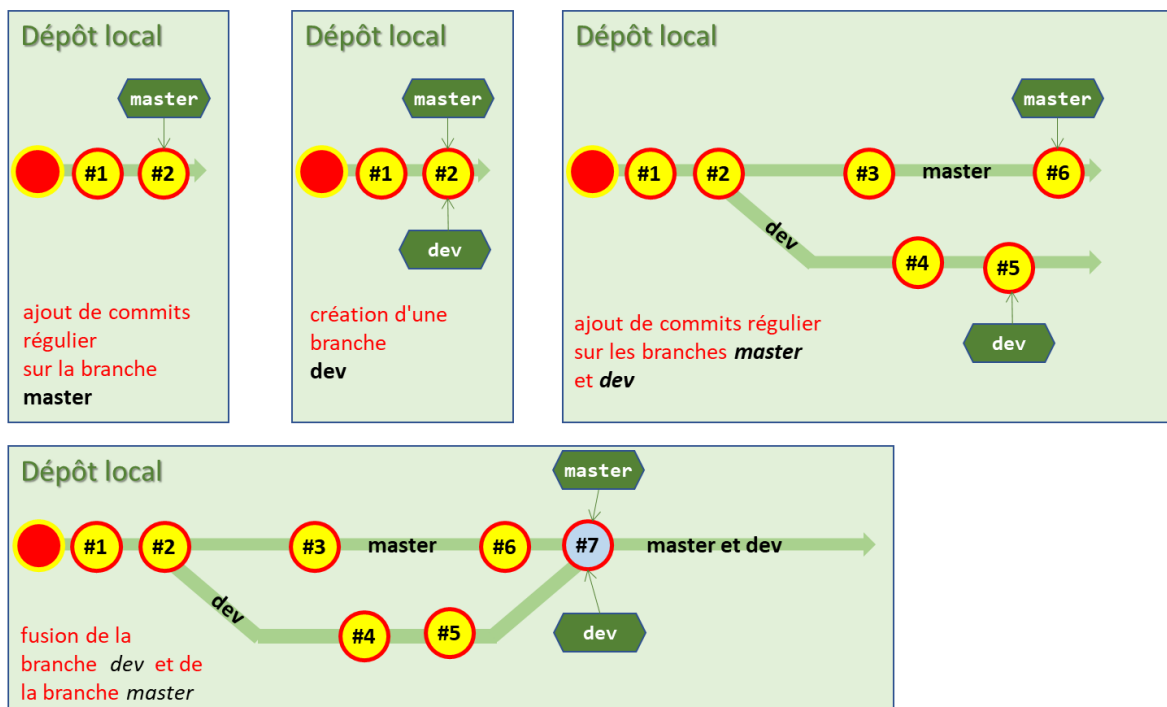 Dépôt local
master
#1
#2
ajout de commits
régulier
sur la branche
master
Dépôt local
master
#1
#2
dev
création d'une
branche
dev
Dépôt local
master
#1
#2
#3
master
#6
dev
#4
#5
dev
ajout de commits régulier
sur les branches master
et dev
Dépôt local
master
#1
#2
#3
master
#6
#7
master et dev
dev
#4
#5
dev
fusion de la
branche dev et de
la branche master